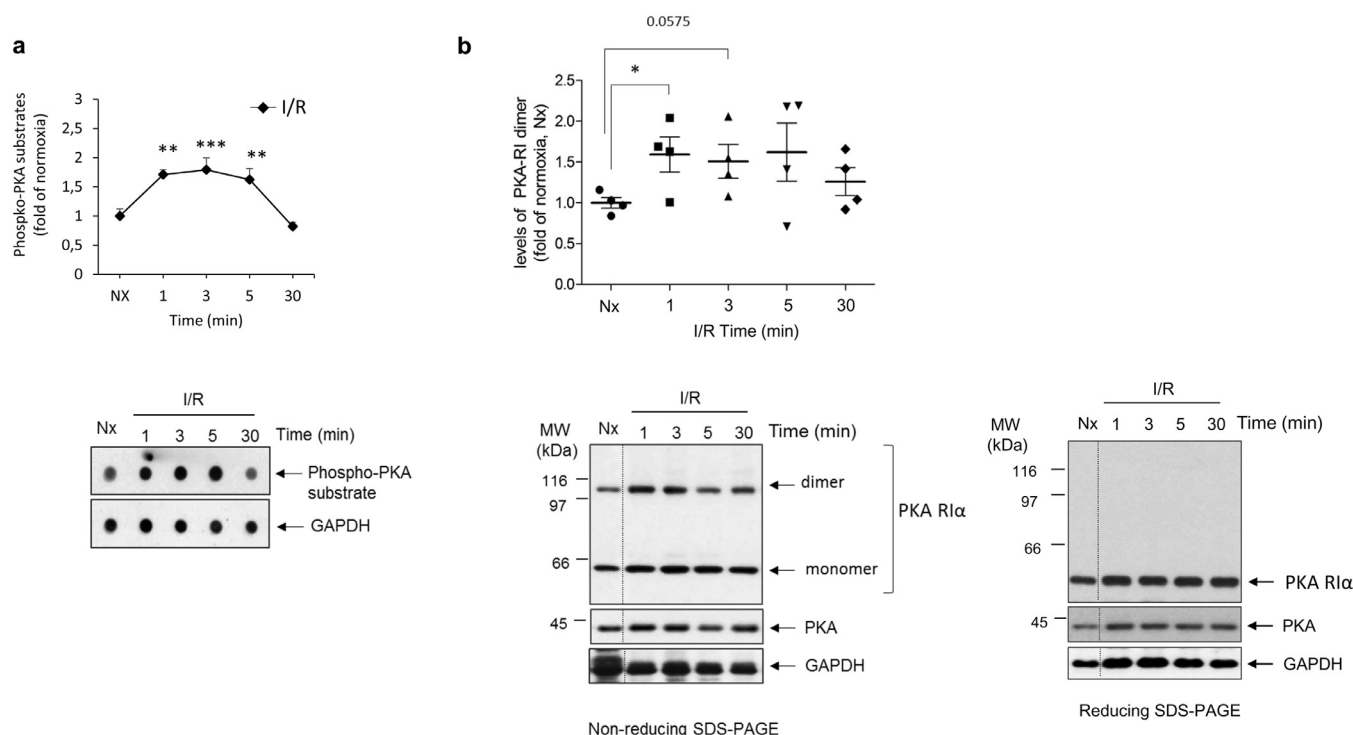 a
Phospko-PKA substrates
(fold of normoxia)
3
2,5
2
1,5
1
0,5
0
I/R
** *** **
NX 1 3 5 30
Time (min)
I/R
Nx 1 3 5 30 Time (min)
Phospho-PKA
substrate
GAPDH
b
0.0575
*
levels of PKA-RI dimer
(fold of normoxia, Nx)
2.5
2.0
1.5
1.0
0.5
0.0
Nx 1 3 5 30
I/R Time (min)
I/R
MW
(kDa)
Nx 1 3 5 30 Time (min)
116
97
66
45
dimer
monomer
PKA RIα
PKA
GAPDH
Non-reducing SDS-PAGE
I/R
MW
(kDa)
Nx 1 3 5 30 Time (min)
116
97
66
45
PKA RIα
PKA
GAPDH
Reducing SDS-PAGE